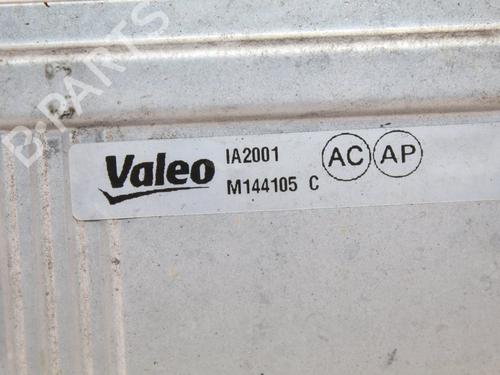 B-PARTS
Valeo
IA2001 AC AP
M144105 C